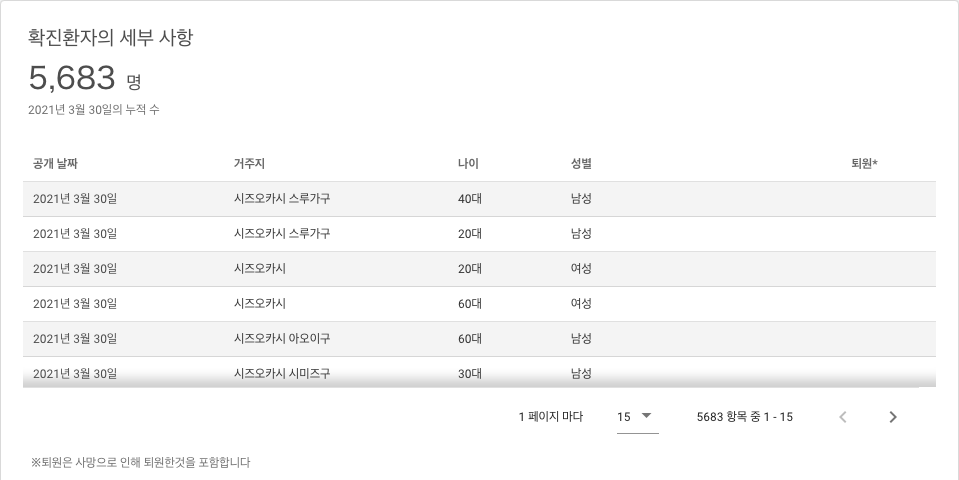 확진환자의 세부 사항
5,683 명
2021년 3월 30일의 누적 수
공개 날짜 거주지 나이 성별 퇴원*
2021년 3월 30일 시즈오카시 스루가구 40대 남성
2021년 3월 30일 시즈오카시 스루가구 20대 남성
2021년 3월 30일 시즈오카시 20대 여성
2021년 3월 30일 시즈오카시 60대 여성
2021년 3월 30일 시즈오카시 아오이구 60대 남성
2021년 3월 30일 시즈오카시 시미즈구 30대 남성
1 페이지 마다 15 5683 항목 중 1 - 15
※퇴원은 사망으로 인해 퇴원한것을 포함합니다